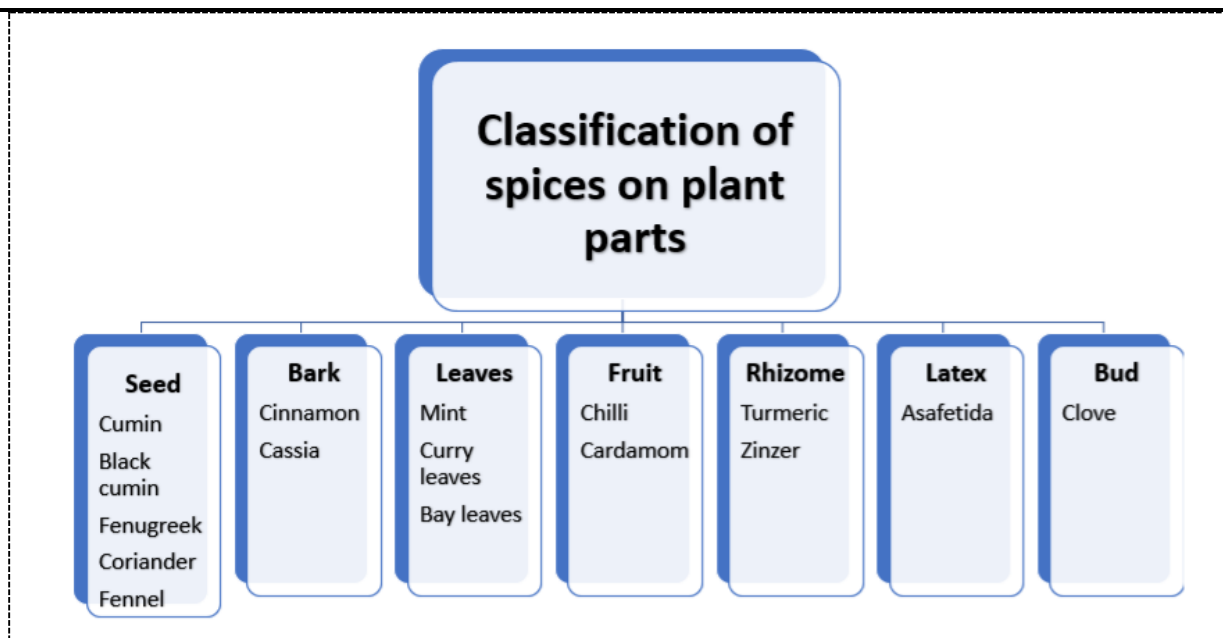 Classification of
spices on plant
parts
Seed
Cumin
Black
cumin
Fenugreek
Coriander
Fennel
Bark
Cinnamon
Cassia
Leaves
Mint
Curry
leaves
Bay leaves
Fruit
Chilli
Cardamom
Rhizome
Turmeric
Zinzer
Latex
Asafetida
Bud
Clove